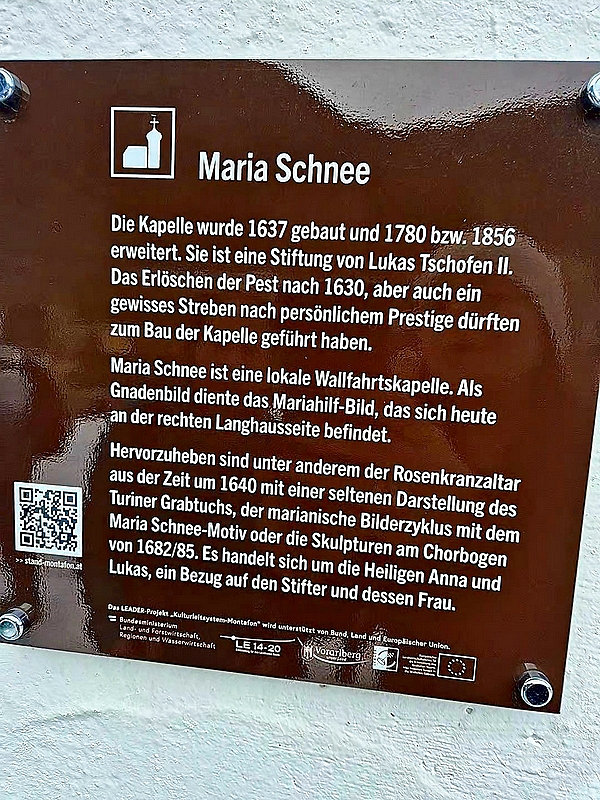 Maria Schnee
Die Kapelle wurde 1637 gebaut und 1780 bzw. 1856
erweitert. Sie ist eine Stiftung von Lukas Tschofen II.
Das Erlöschen der Pest nach 1630, aber auch ein
gewisses Streben nach persönlichem Prestige dürften
zum Bau der Kapelle geführt haben.
Maria Schnee ist eine lokale Wallfahrtskapelle. Als
Gnadenbild diente das Mariahilf-Bild, das sich heute
an der rechten Langhausseite befindet.
Hervorzuheben sind unter anderem der Rosenkranzaltar
aus der Zeit um 1640 mit einer seltenen Darstellung des
Turiner Grabtuchs, der marianische Bilderzyklus mit dem
Maria Schnee-Motiv oder die Skulpturen am Chorbogen
von 1682/85. Es handelt sich um die Heiligen Anna und
Lukas, ein Bezug auf den Stifter und dessen Frau.
>> stand-montafon.at
Das LEADER-Projekt „Kulturleitsystem-Montafon" wird unterstützt von Bund, Land und Europäischer Union.
Bundesministerium
Land- und Forstwirtschaft,
Regionen und Wasserwirtschaft
LE 14-20
Vorarlberg